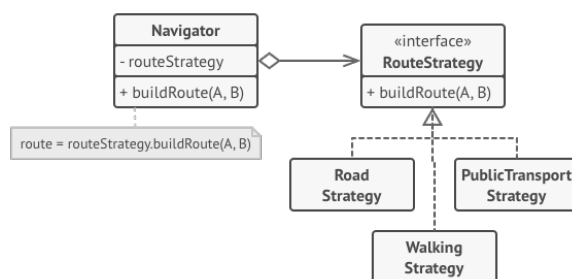 Navigator
- routeStrategy
+ buildRoute(A, B)
route = routeStrategy.buildRoute(A, B)
«interface»
RouteStrategy
+ buildRoute(A, B)
Road
Strategy
PublicTransport
Strategy
Walking
Strategy